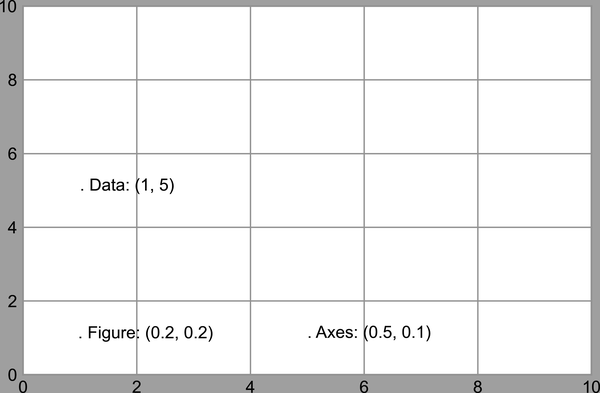 10
8
6
. Data: (1, 5)
4
2
. Figure: (0.2, 0.2) . Axes: (0.5, 0.1)
0
0 2 4 6 8 10